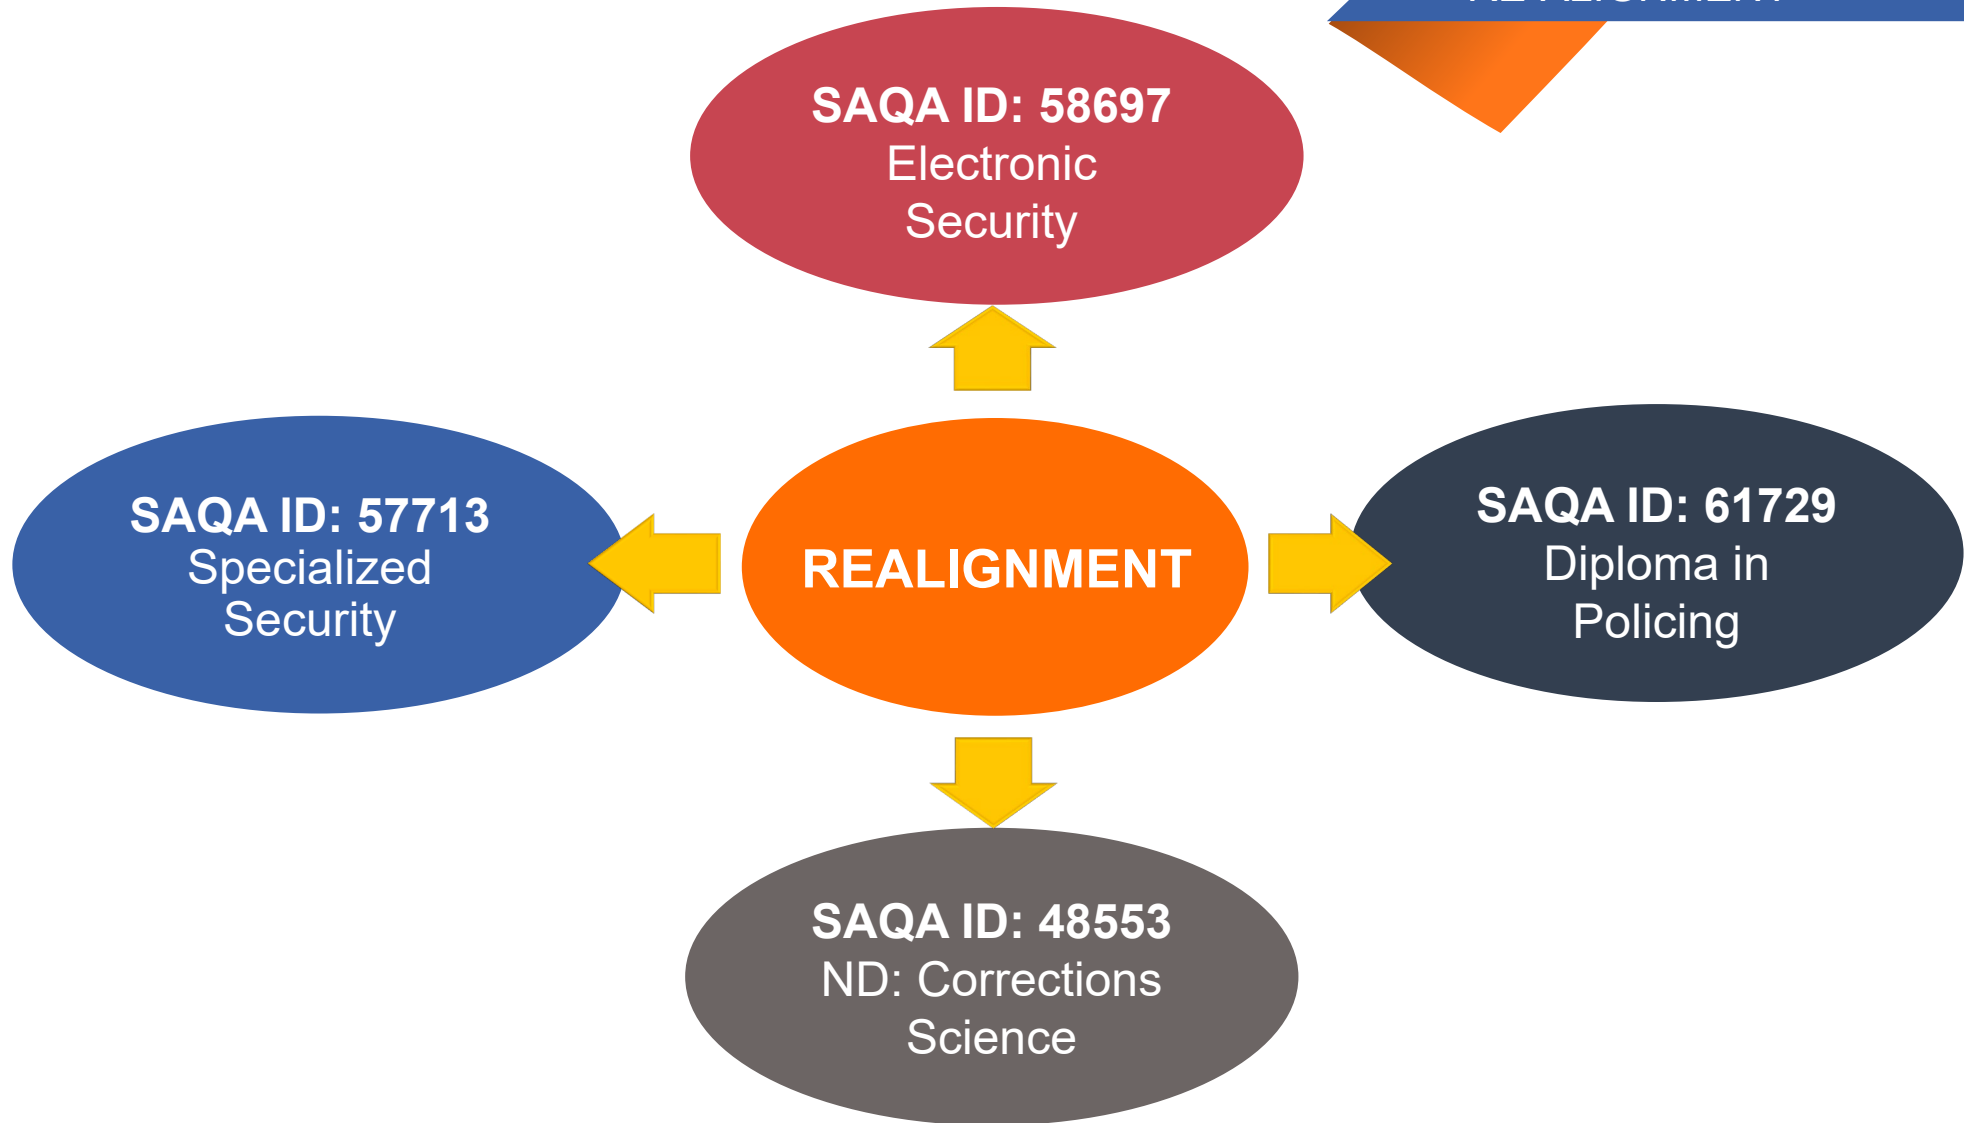 SAQA ID: 58697
Electronic
Security
SAQA ID: 57713
Specialized
Security
REALIGNMENT
SAQA ID: 61729
Diploma in
Policing
SAQA ID: 48553
ND: Corrections
Science